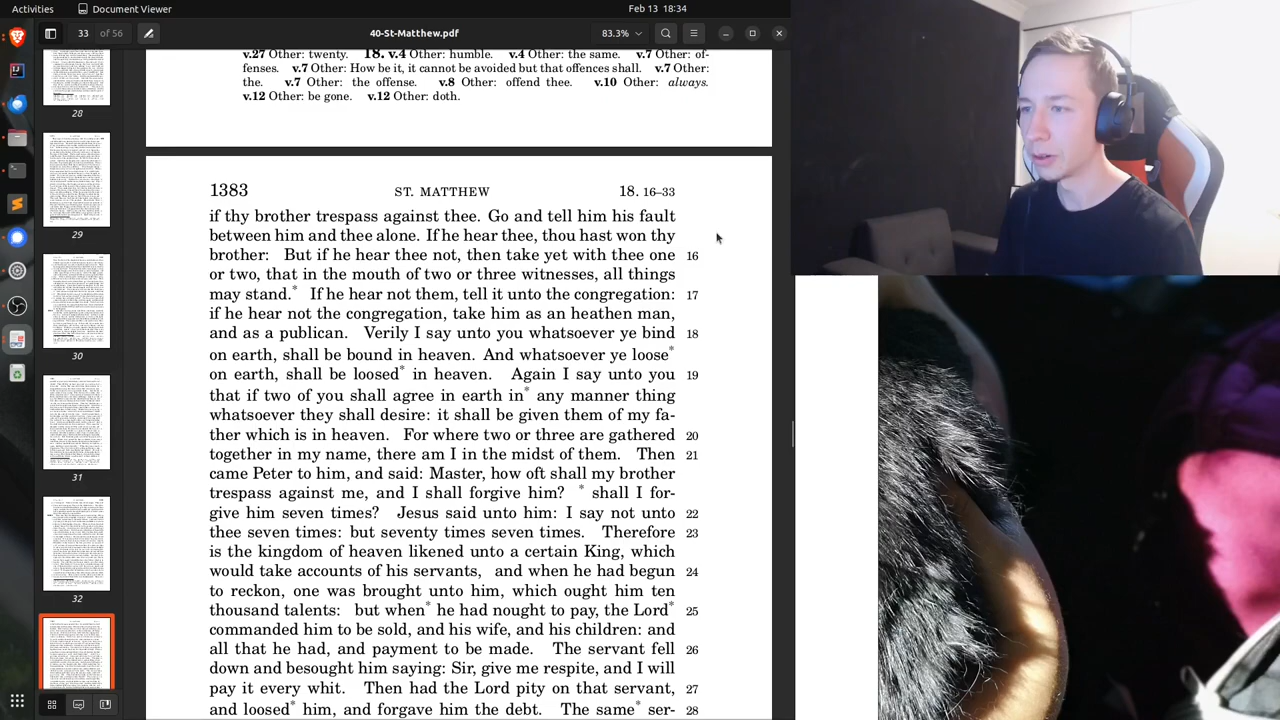 Activities
Document Viewer
Feb 13 18:34
33 of 56
40-St-Matthew.pdf
83.3%
28
29
30
31
32
v.27 Other: for me. 18. v.4 Other: humble. v.4 Other: the same. v.7 Other: of-
v.7 Other: How be it, it cannot be avoided but that offences shall. v.7 Other:
v.7 Other: the offense. v.8 Other: offend thee. v.10 Other:
v.12 Other: be gone. v.12 Other: doth.
1383 ST. MATTHEW 18. 16–33
if thy brother trespass against thee. Go and tell him his fault
between him and thee alone. If he hear thee, thou hast won thy
brother: But if he hear thee not, then take yet with thee one 16
or two, that in the mouth of two or three witnesses all things
may stand.* If he hear not them, tell it unto the congregation: 17
if he hear not the congregation, take him as an heathen man,
and as a publican. Verily I say unto you, whatsoever ye bind 18
on earth, shall be bound in heaven. And whatsoever ye loose*
on earth, shall be loosed* in heaven. Again I say unto you 19
that if two of you shall agree in earth in* any manner thing
whatsoever they shall desire: it shall be given them of my fa-
ther which is in heaven. For where two or three are gathered 20
together in my name, there am I in the midst of them. Then 21
came Peter to him, and said: Master, how oft shall my brother
trespass against me, and I shall forgive him? * shall I for-
give him seven times? Jesus said unto him: I say not unto 22
thee seven times: but seventy times seven times. Therefore 23
is the kingdom of heaven likened unto a certain King, which
would take accounts of his servants. And when he had begun 24
to reckon, one was brought unto him, which ought him ten
thousand talents: but when* he had nought to pay, the Lord* 25
commanded him to be sold, and his wife, and his children: and
all that he had, and payment to be made. The servant fell 26
down and besought him saying: Sir, give me respite, and I will
pay it every whit. Then had the Lord pity on that servant, 27
and loosed* him, and forgave him the debt. The same* ser- 28